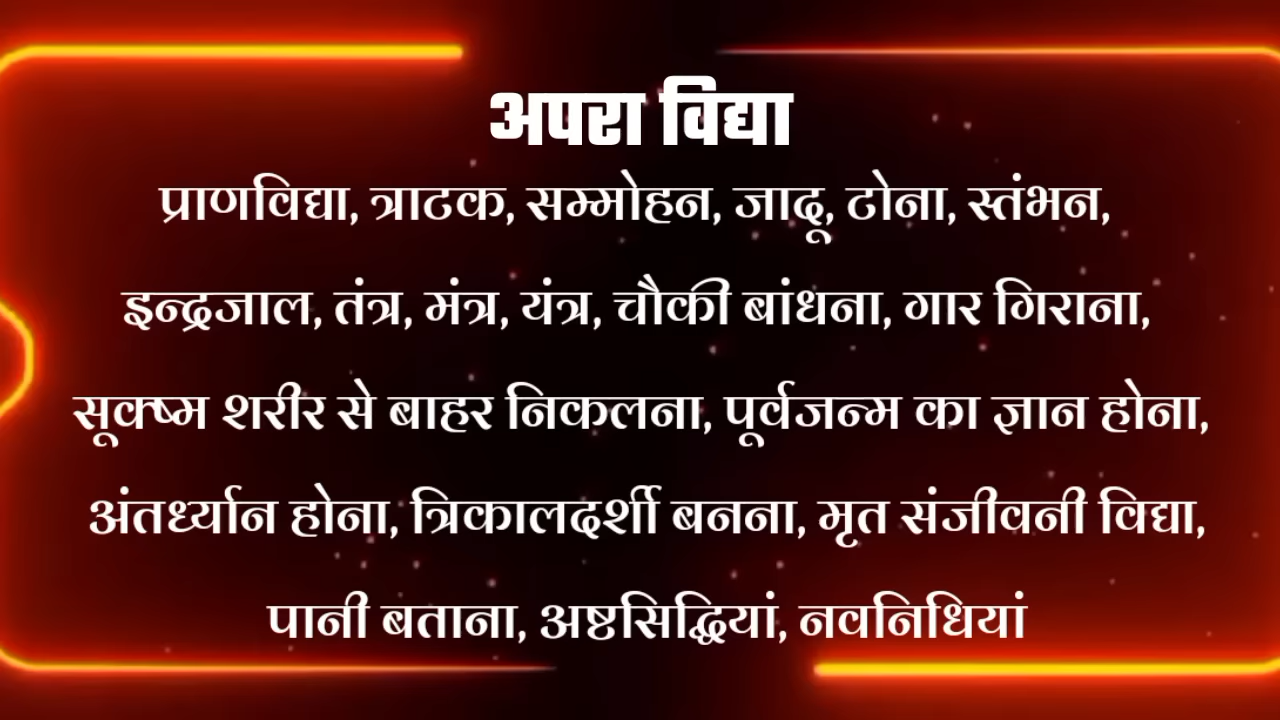 अपरा विद्या
प्राणविद्या, त्राटक, सम्मोहन, जादू, टोना, स्तंभन,
इन्द्रजाल, तंत्र, मंत्र, यंत्र, चौकी बांधना, गार गिराना,
सूक्ष्म शरीर से बाहर निकलना, पूर्वजन्म का ज्ञान होना,
अंतर्ध्यान होना, त्रिकालदर्शी बनना, मृत संजीवनी विद्या,
पानी बताना, अष्टसिद्धियां, नवनिधियां